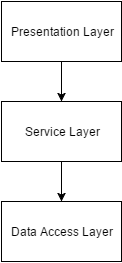 Presentation Layer
Service Layer
Data Access Layer